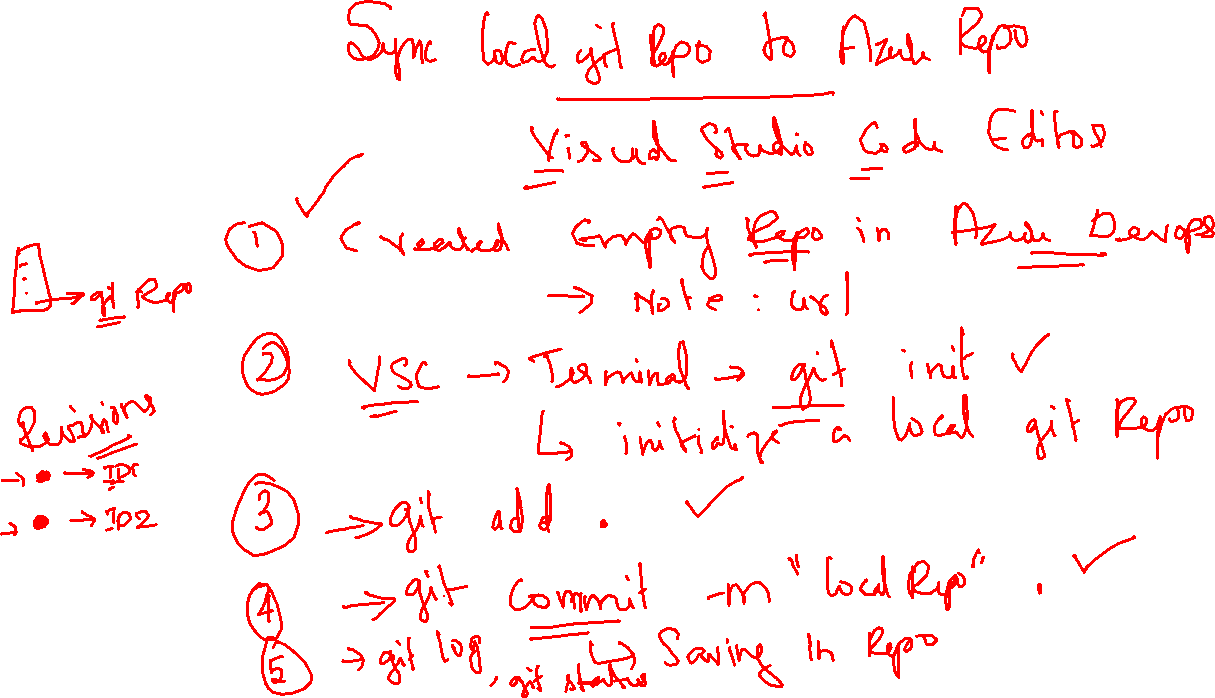 Sync local git Repo to Azure Repo
Visual Studio Code Editor
① Created Empty Repo in Azure Devops
→ Note : url
→ git Repo
② VSC → Terminal → git init ✓
↳ initialize a local git Repo
Revisions
→ • → ID1
→ • → ID2
③ → git add . ✓
④ → git commit -m "local Repo" . ✓
↳ Saving in Repo
⑤ → git log, git status